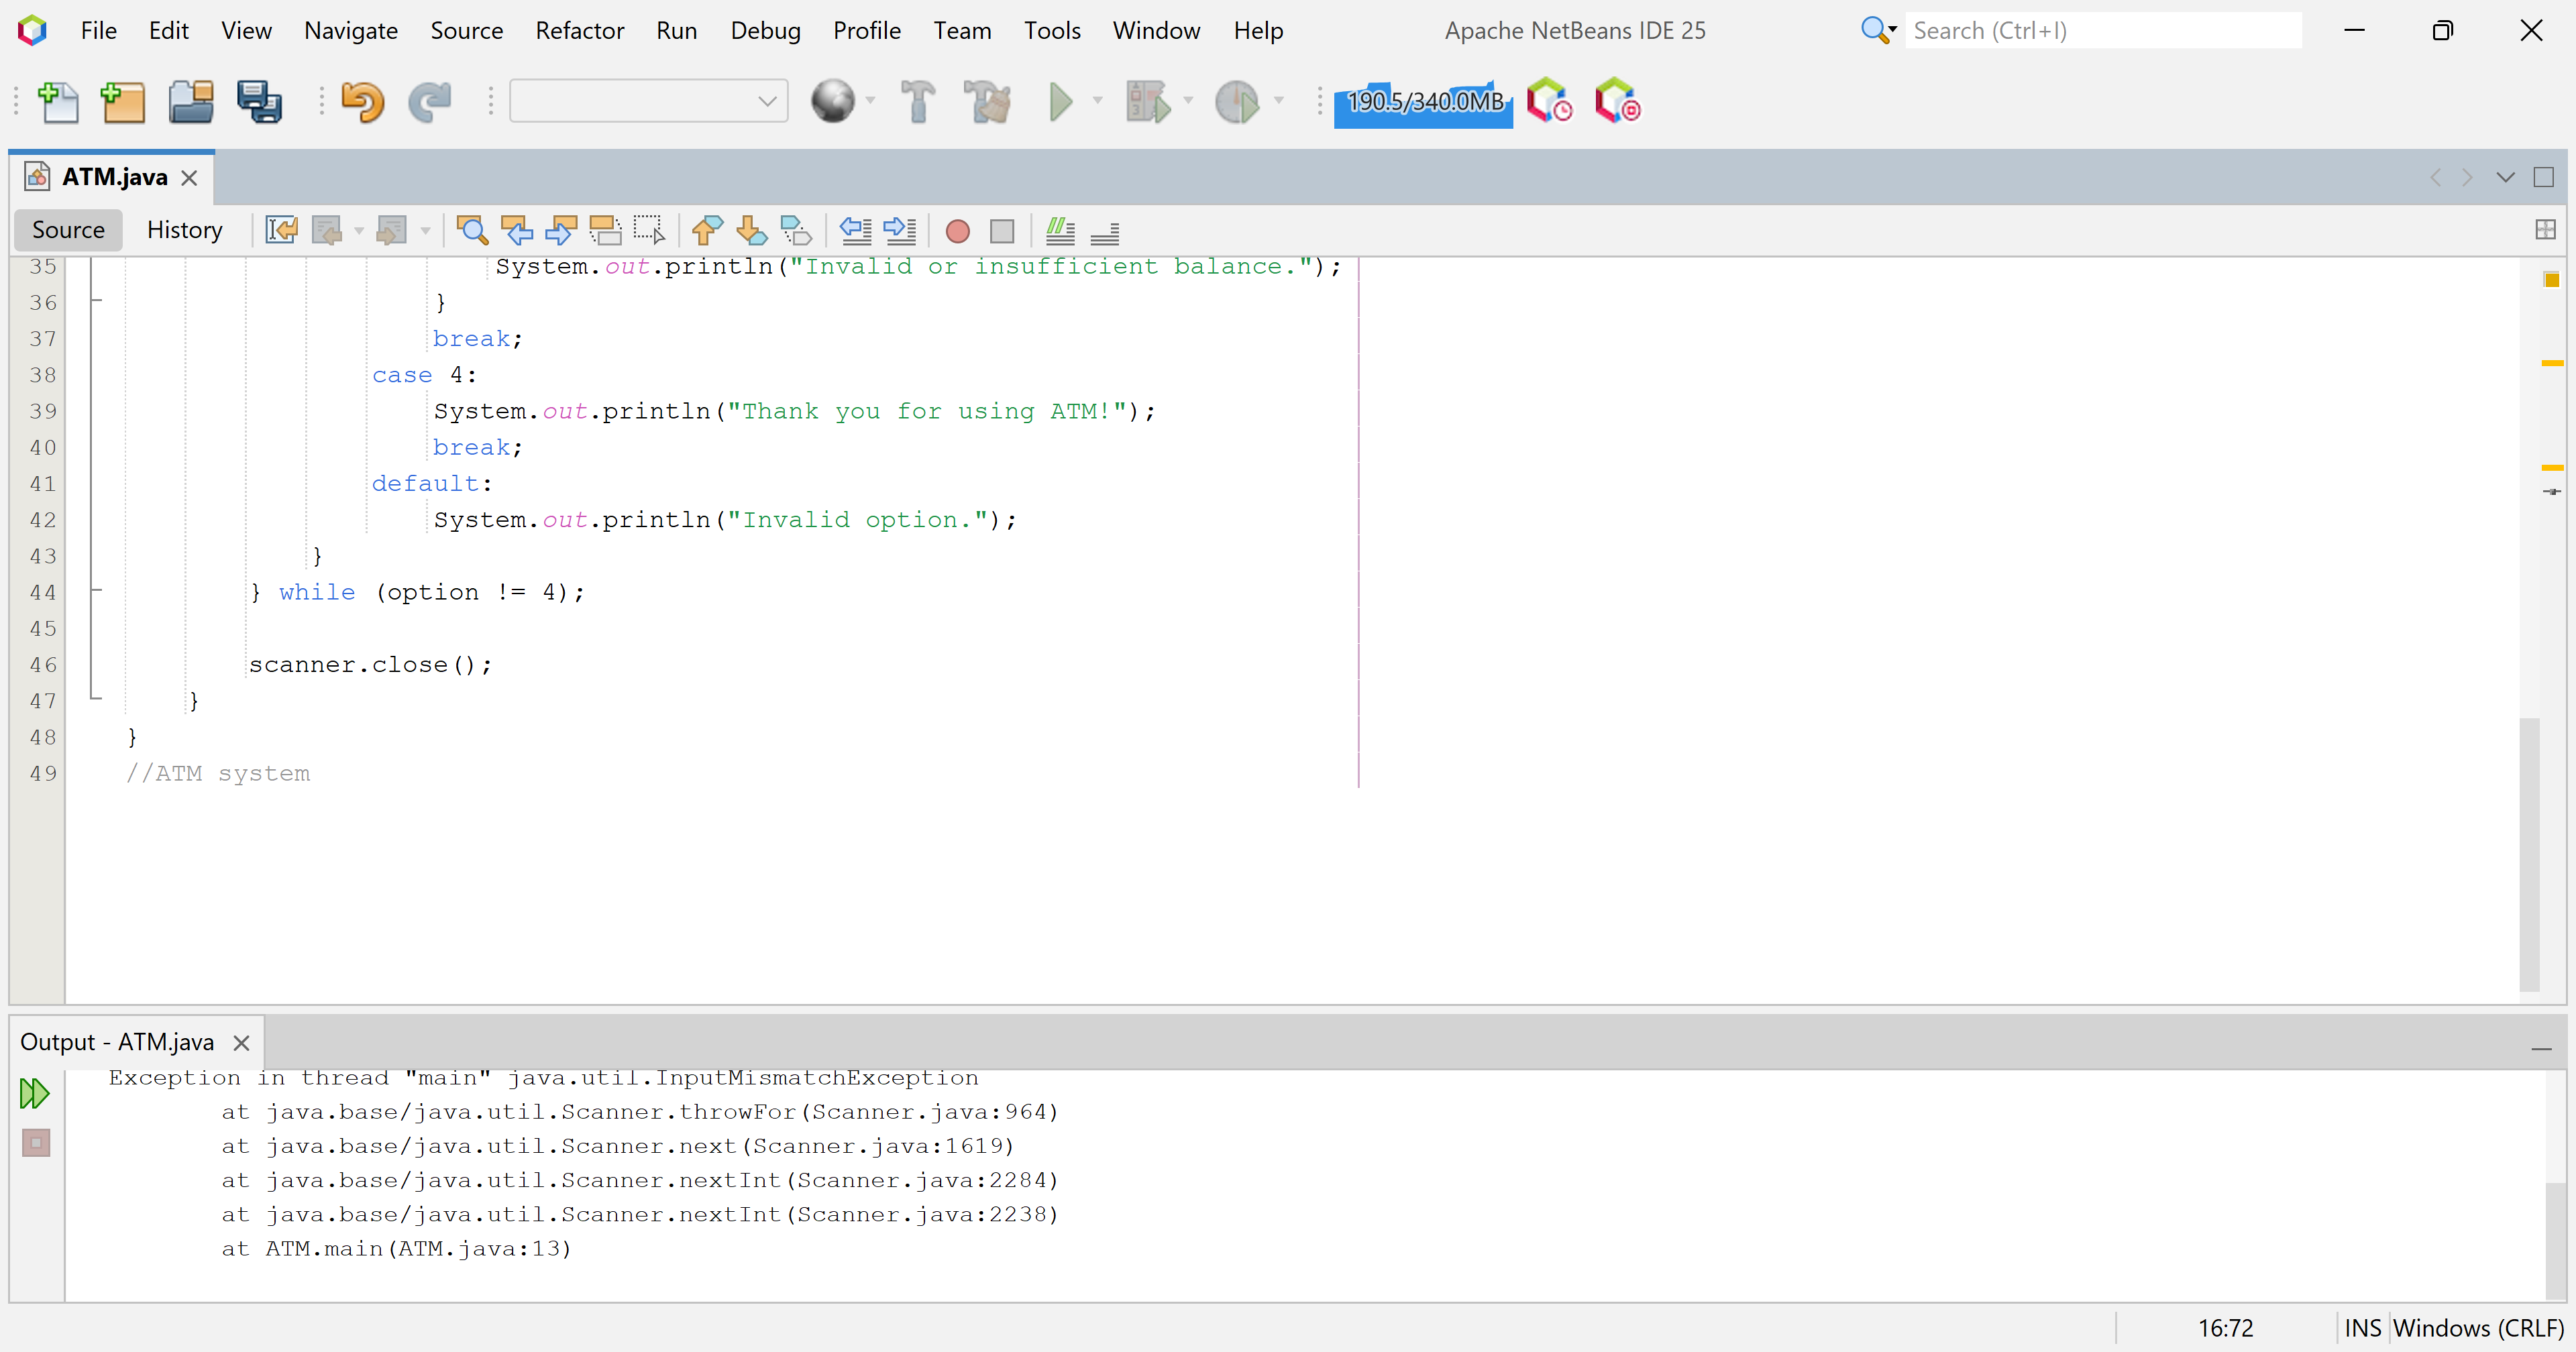 File Edit View Navigate Source Refactor Run Debug Profile Team Tools Window Help Apache NetBeans IDE 25 Search (Ctrl+I)
190.5/340.0MB
ATM.java
Source History
35 System.out.println("Invalid or insufficient balance.");
36 }
37 break;
38 case 4:
39 System.out.println("Thank you for using ATM!");
40 break;
41 default:
42 System.out.println("Invalid option.");
43 }
44 } while (option != 4);
45
46 scanner.close();
47 }
48 }
49 //ATM system
Output - ATM.java
Exception in thread "main" java.util.InputMismatchException
at java.base/java.util.Scanner.throwFor(Scanner.java:964)
at java.base/java.util.Scanner.next(Scanner.java:1619)
at java.base/java.util.Scanner.nextInt(Scanner.java:2284)
at java.base/java.util.Scanner.nextInt(Scanner.java:2238)
at ATM.main(ATM.java:13)
16:72 INS Windows (CRLF)